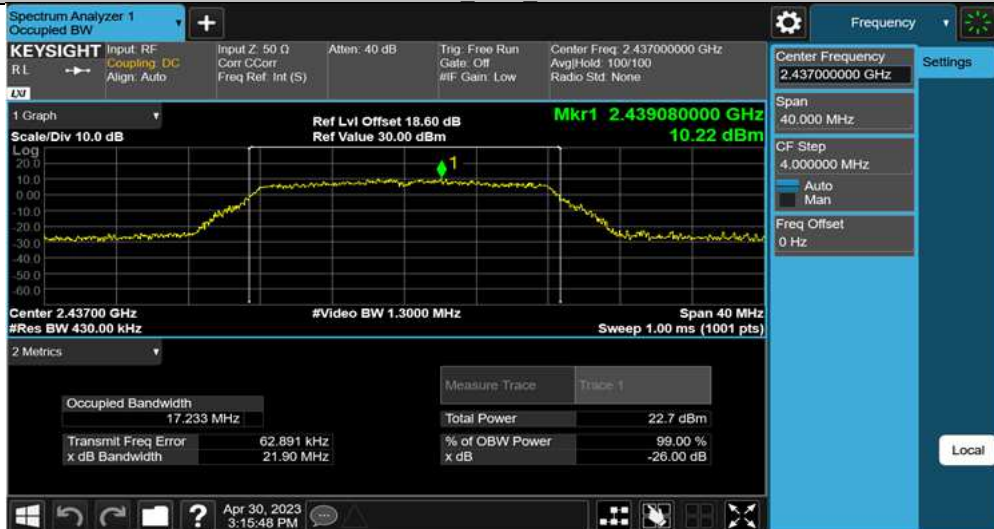 Spectrum Analyzer 1
Occupied BW
+
Frequency
KEYSIGHT
RL
LXI
Input: RF
Coupling: DC
Align: Auto
Input Z: 50 Ω
Corr CCorr
Freq Ref: Int (S)
Atten: 40 dB
Trig: Free Run
Gate: Off
#IF Gain: Low
Center Freq: 2.437000000 GHz
Avg|Hold: 100/100
Radio Std: None
Center Frequency
2.437000000 GHz
Settings
Span
40.000 MHz
CF Step
4.000000 MHz
Auto
Man
Freq Offset
0 Hz
1 Graph
Scale/Div 10.0 dB
Ref Lvl Offset 18.60 dB
Ref Value 30.00 dBm
Mkr1 2.439080000 GHz
10.22 dBm
Log
20.0
10.0
0.00
-10.0
-20.0
-30.0
-40.0
-50.0
-60.0
1
Center 2.43700 GHz
#Res BW 430.00 kHz
#Video BW 1.3000 MHz
Span 40 MHz
Sweep 1.00 ms (1001 pts)
2 Metrics
Measure Trace
Trace 1
Occupied Bandwidth
17.233 MHz
Total Power
22.7 dBm
Transmit Freq Error
62.891 kHz
% of OBW Power
99.00 %
x dB Bandwidth
21.90 MHz
x dB
-26.00 dB
Local
?
Apr 30, 2023
3:15:48 PM